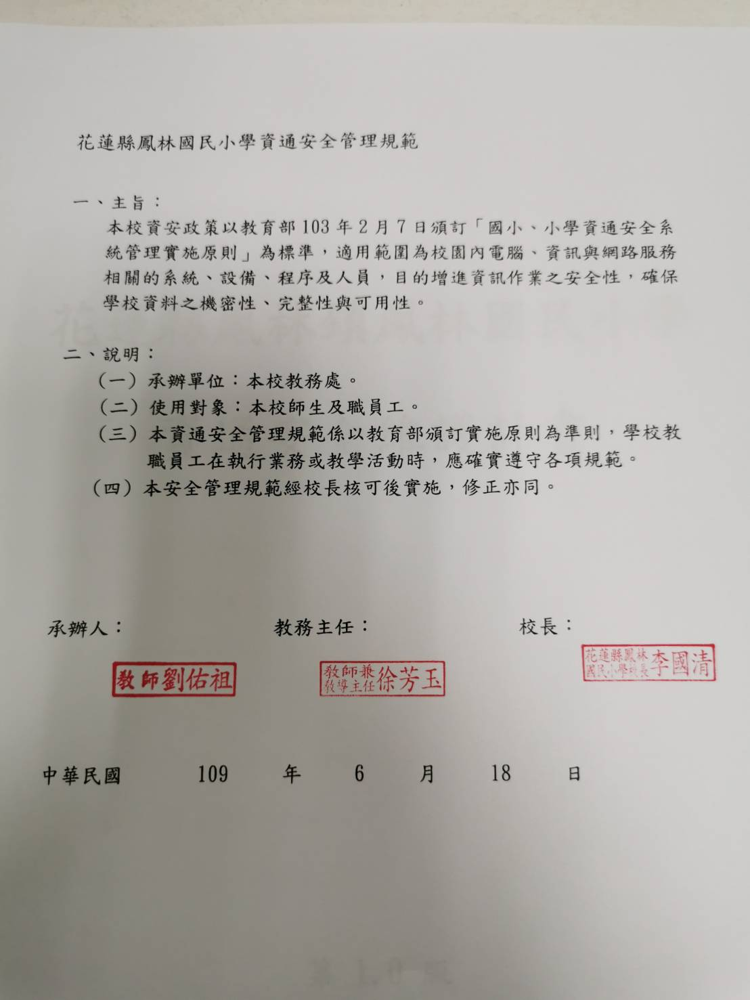 花蓮縣鳳林國民小學資通安全管理規範
一、主旨：
本校資安政策以教育部 103 年 2 月 7 日頒訂「國小、小學資通安全系
統管理實施原則」為標準，適用範圍為校園內電腦、資訊與網路服務
相關的系統、設備、程序及人員，目的增進資訊作業之安全性，確保
學校資料之機密性、完整性與可用性。
二、說明：
（一）承辦單位：本校教務處。
（二）使用對象：本校師生及職員工。
（三）本資通安全管理規範係以教育部頒訂實施原則為準則，學校教
職員工在執行業務或教學活動時，應確實遵守各項規範。
（四）本安全管理規範經校長核可後實施，修正亦同。
承辦人： 教務主任： 校長：
教師劉佑祖
教師兼
教導主任徐芳玉
花蓮縣鳳林
國民小學校長李國清
中華民國 109 年 6 月 18 日